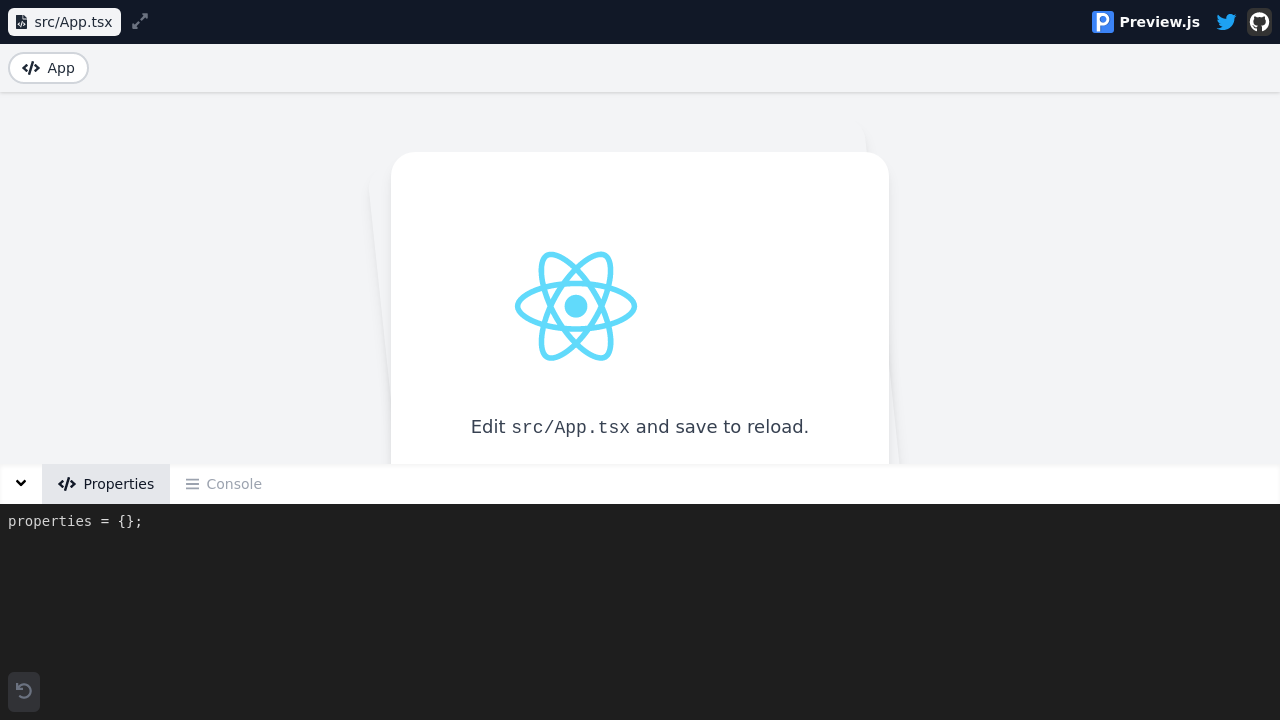 src/App.tsx
Preview.js
App
Edit src/App.tsx and save to reload.
Properties
Console
properties = {};